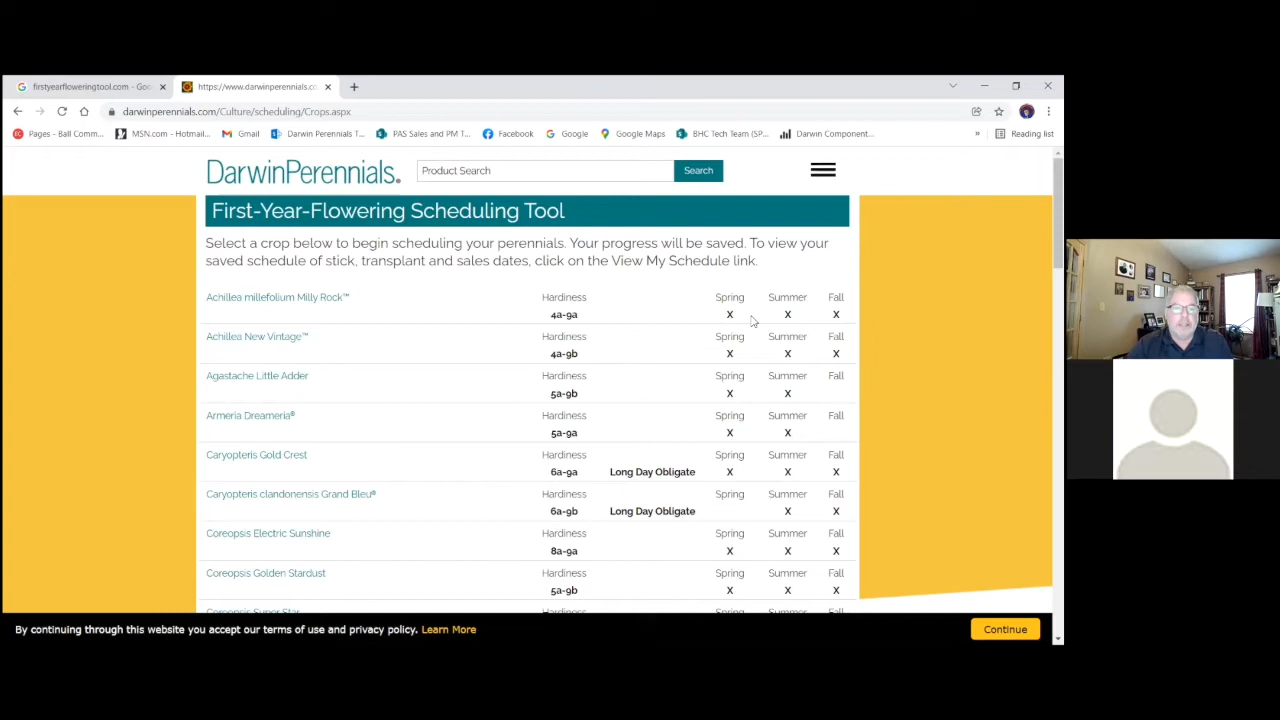 firstyearfloweringtool.com - Goo
https://www.darwinperennials.co
darwinperennials.com/Culture/scheduling/Crops.aspx
Pages - Ball Comm...
MSN.com - Hotmail...
Gmail
Darwin Perennials T...
PAS Sales and PM T...
Facebook
Google
Google Maps
BHC Tech Team (SP...
Darwin Component...
»
Reading list
DarwinPerennials®
Product Search
Search
First-Year-Flowering Scheduling Tool
Select a crop below to begin scheduling your perennials. Your progress will be saved. To view your
saved schedule of stick, transplant and sales dates, click on the View My Schedule link.
Achillea millefolium Milly Rock™ Hardiness Spring Summer Fall
4a-9a X X X
Achillea New Vintage™ Hardiness Spring Summer Fall
4a-9b X X X
Agastache Little Adder Hardiness Spring Summer Fall
5a-9b X X
Armeria Dreameria® Hardiness Spring Summer Fall
5a-9a X X
Caryopteris Gold Crest Hardiness Spring Summer Fall
6a-9a Long Day Obligate X X X
Caryopteris clandonensis Grand Bleu® Hardiness Spring Summer Fall
6a-9b Long Day Obligate X X
Coreopsis Electric Sunshine Hardiness Spring Summer Fall
8a-9a X X X
Coreopsis Golden Stardust Hardiness Spring Summer Fall
5a-9b X X X
Coreopsis Super Star Hardiness Spring Summer Fall
By continuing through this website you accept our terms of use and privacy policy. Learn More
Continue